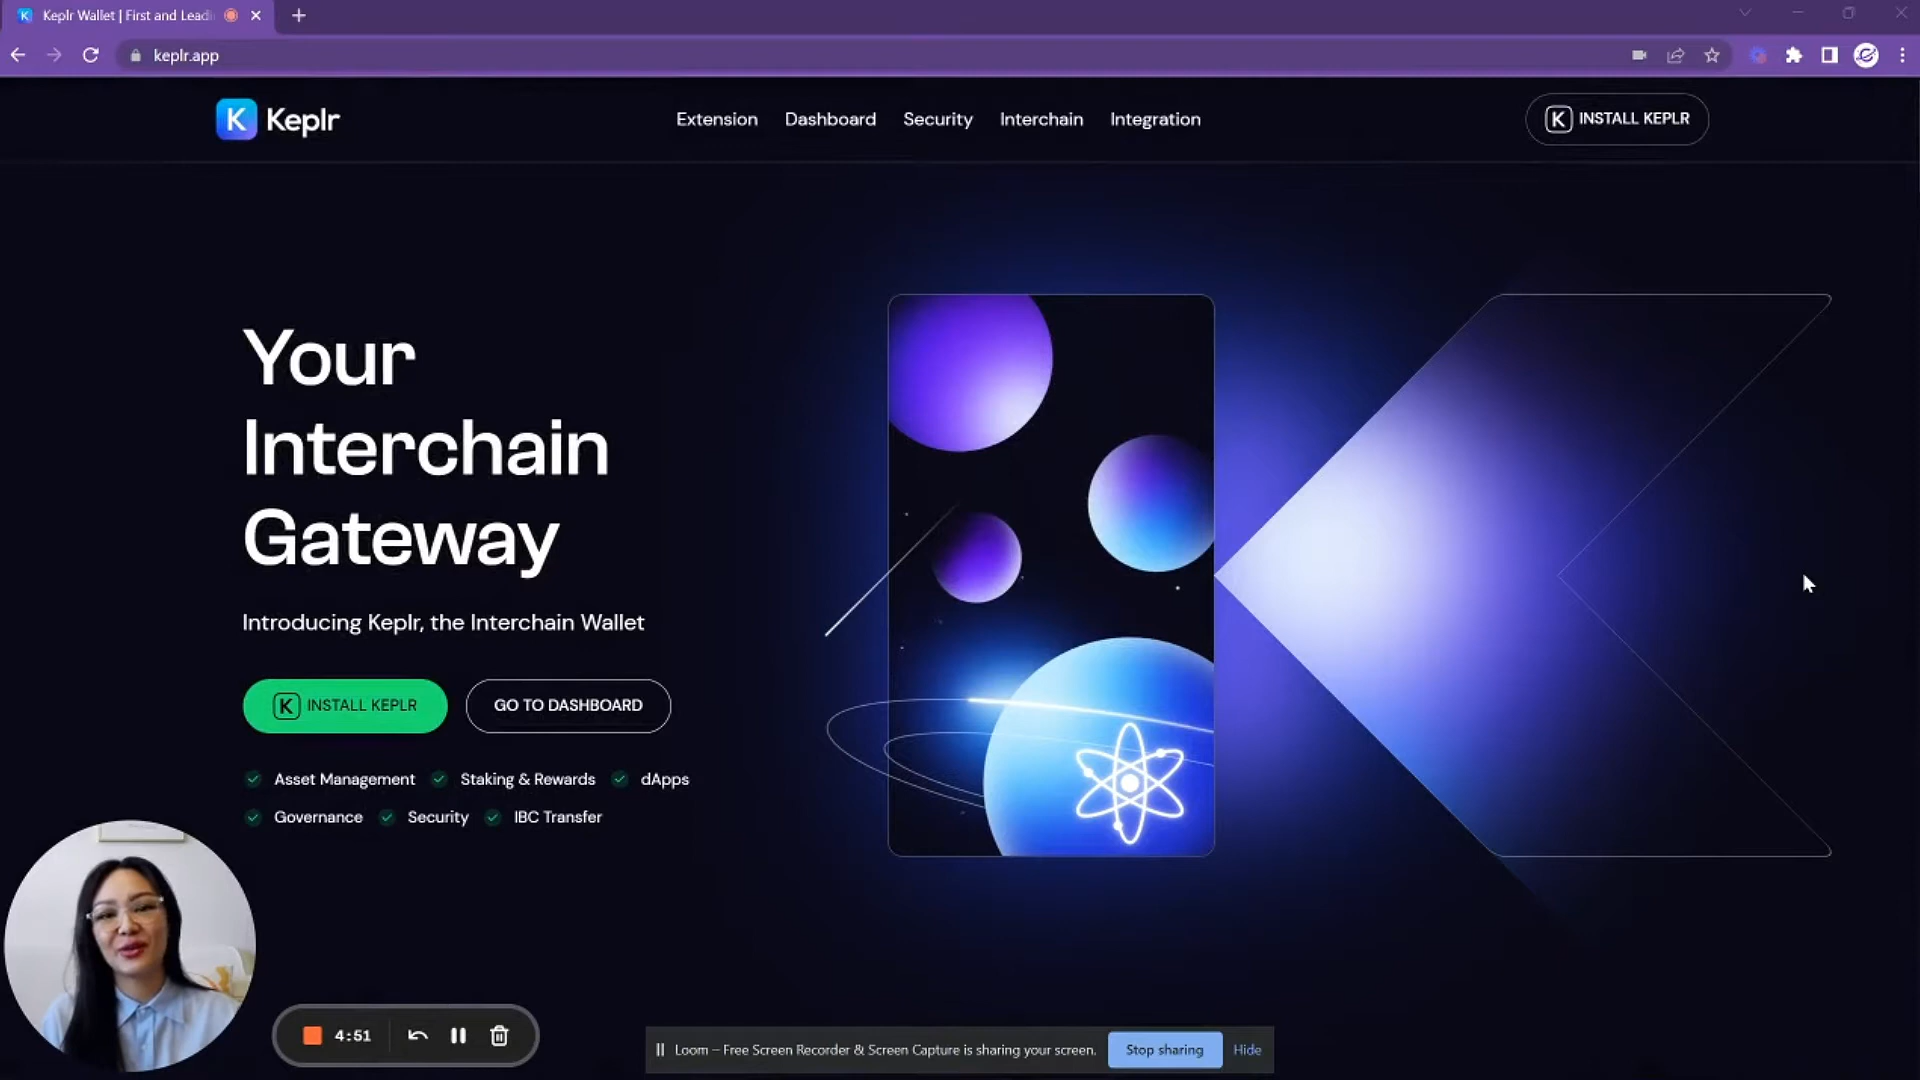 Keplr Wallet | First and Leadi
keplr.app
K Keplr
Extension Dashboard Security Interchain Integration
K INSTALL KEPLR
Your
Interchain
Gateway
Introducing Keplr, the Interchain Wallet
K INSTALL KEPLR
GO TO DASHBOARD
Asset Management Staking & Rewards dApps
Governance Security IBC Transfer
4:51
Loom – Free Screen Recorder & Screen Capture is sharing your screen. Stop sharing Hide